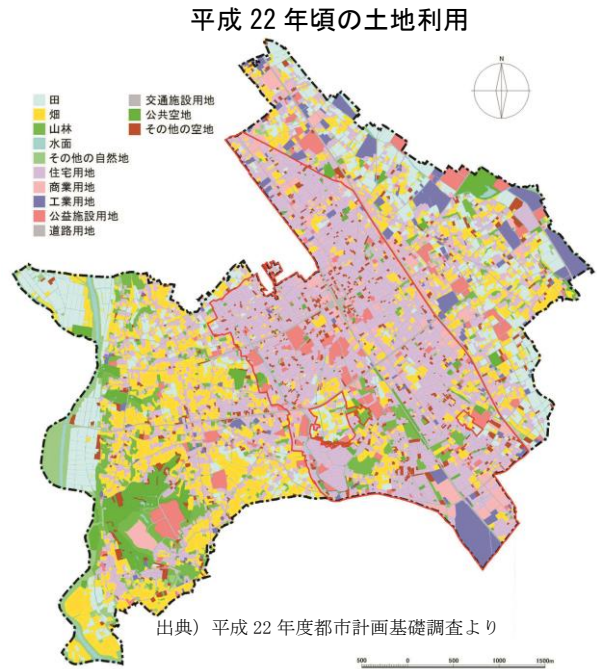 平成 22 年頃の土地利用
N
田
畑
山林
水面
その他の自然地
住宅用地
商業用地
工業用地
公益施設用地
道路用地
交通施設用地
公共空地
その他の空地
出典）平成 22 年度都市計画基礎調査より
500 0 500 1000 1500m